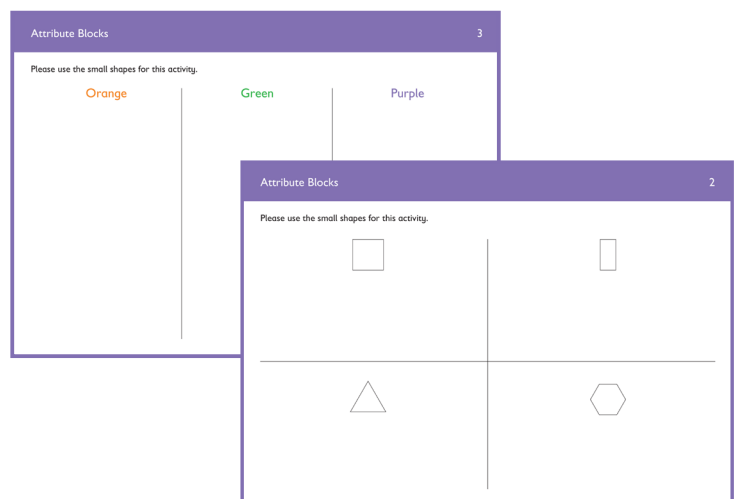 Attribute Blocks 3
Please use the small shapes for this activity.
Orange Green Purple
Attribute Blocks 2
Please use the small shapes for this activity.